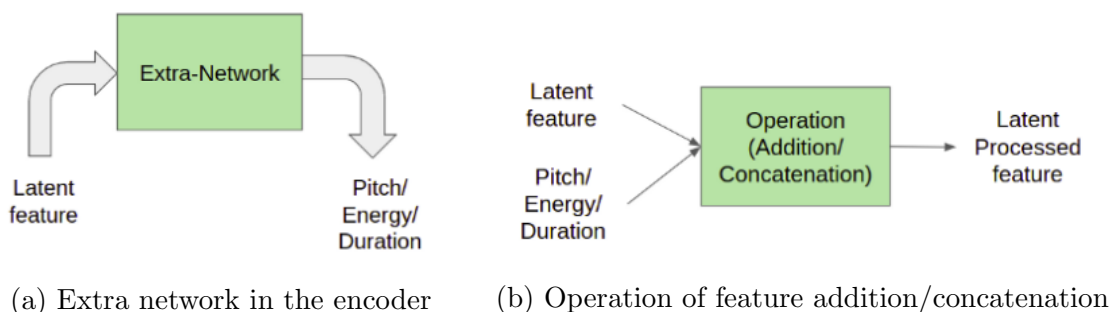 Extra-Network
Latent
feature
Pitch/
Energy/
Duration
(a) Extra network in the encoder
Latent
feature
Pitch/
Energy/
Duration
Operation
(Addition/
Concatenation)
Latent
Processed
feature
(b) Operation of feature addition/concatenation